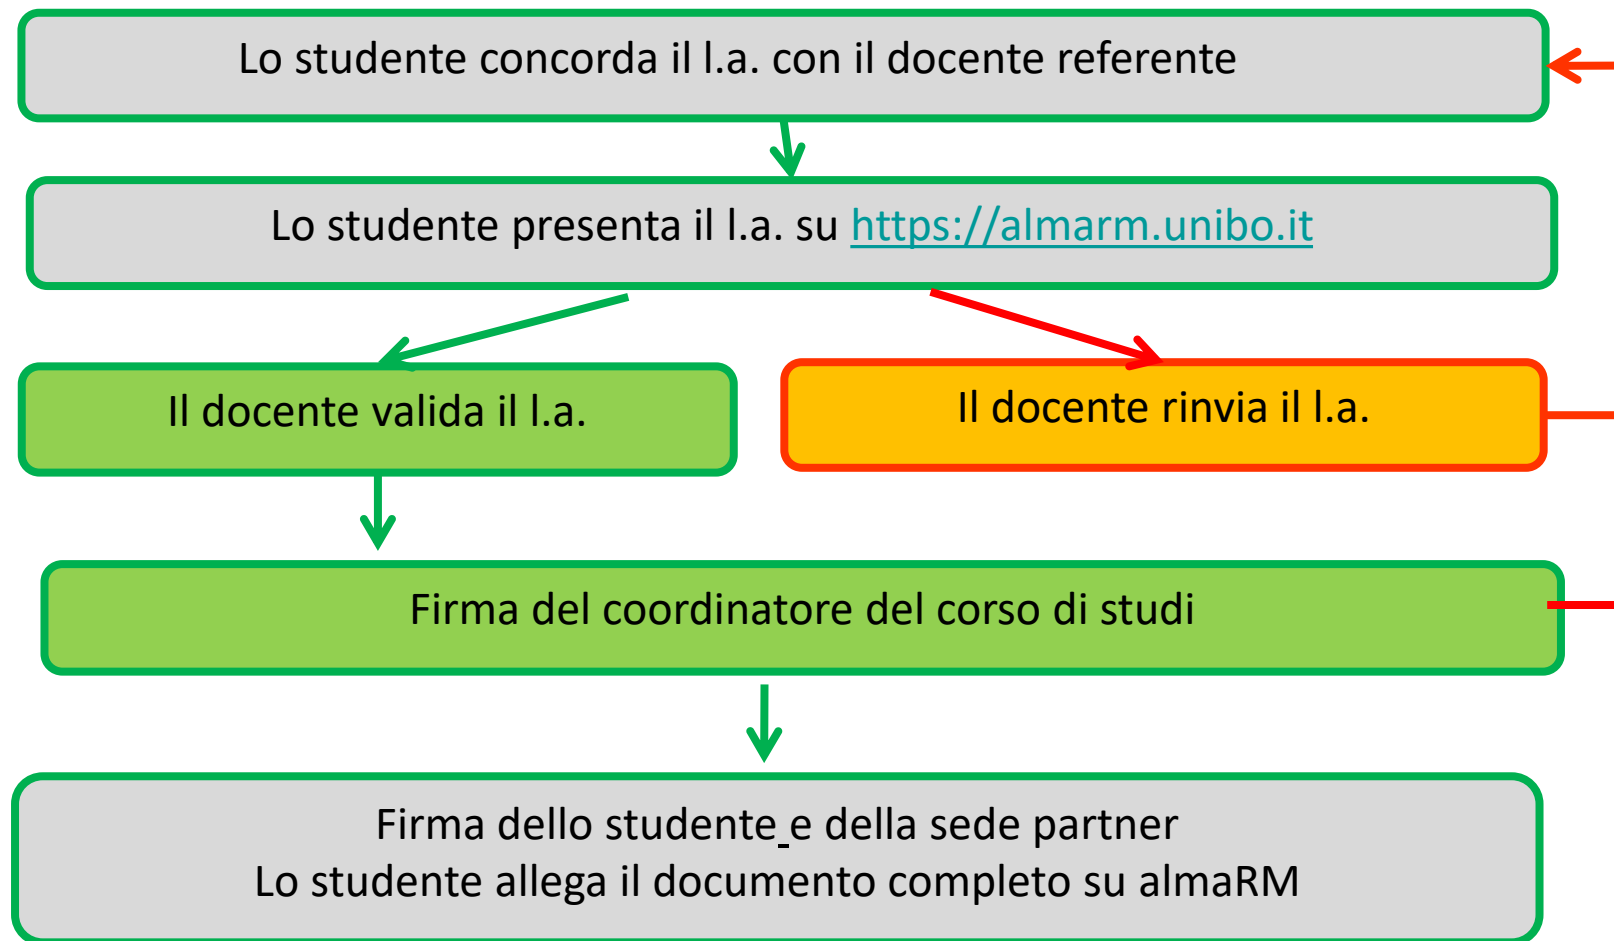 Lo studente concorda il l.a. con il docente referente
Lo studente presenta il l.a. su https://almarm.unibo.it
Il docente valida il l.a.
Il docente rinvia il l.a.
Firma del coordinatore del corso di studi
Firma dello studente e della sede partner
Lo studente allega il documento completo su almaRM